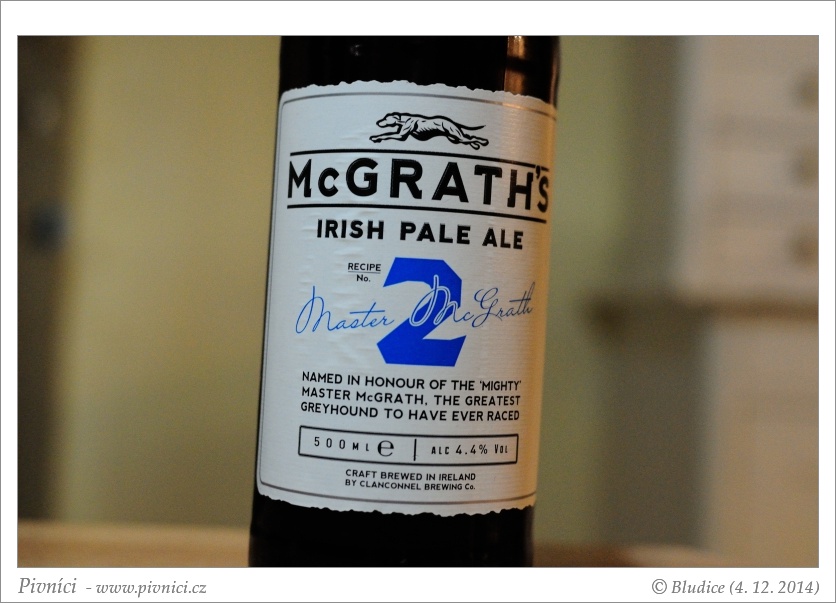 McGRATH'S
IRISH PALE ALE
RECIPE
No.
2
Master McGrath
NAMED IN HONOUR OF THE 'MIGHTY'
MASTER McGRATH, THE GREATEST
GREYHOUND TO HAVE EVER RACED
500ML e | ALC 4.4% Vol
CRAFT BREWED IN IRELAND
BY CLANCONNEL BREWING Co.
Pivníci - www.pivnici.cz
© Bludice (4. 12. 2014)